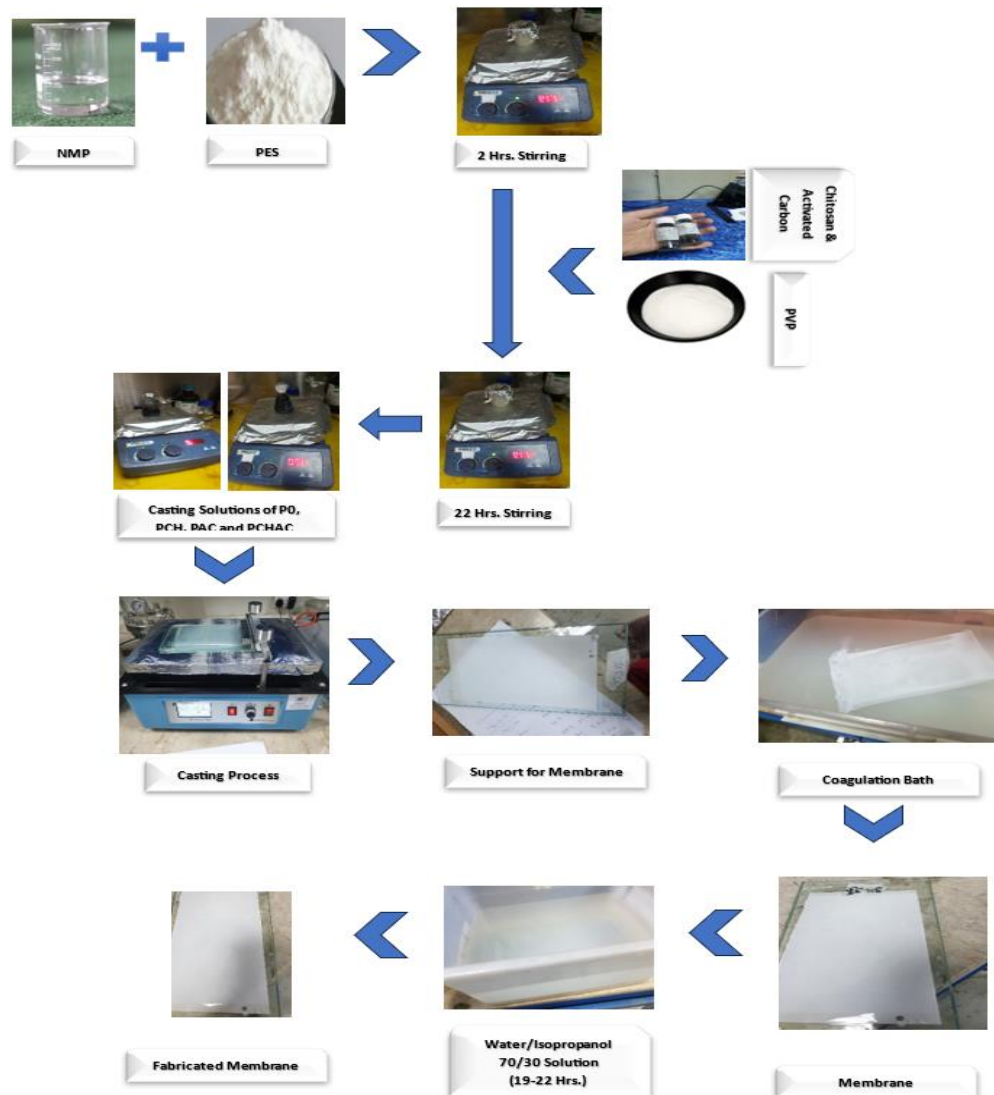 NMP
PES
2 Hrs. Stirring
Chitosan &
Activated
Carbon
PVP
22 Hrs. Stirring
Casting Solutions of P0,
PCH, PAC and PCHAC
Casting Process
Support for Membrane
Coagulation Bath
Fabricated Membrane
Water/Isopropanol
70/30 Solution
(19-22 Hrs.)
Membrane